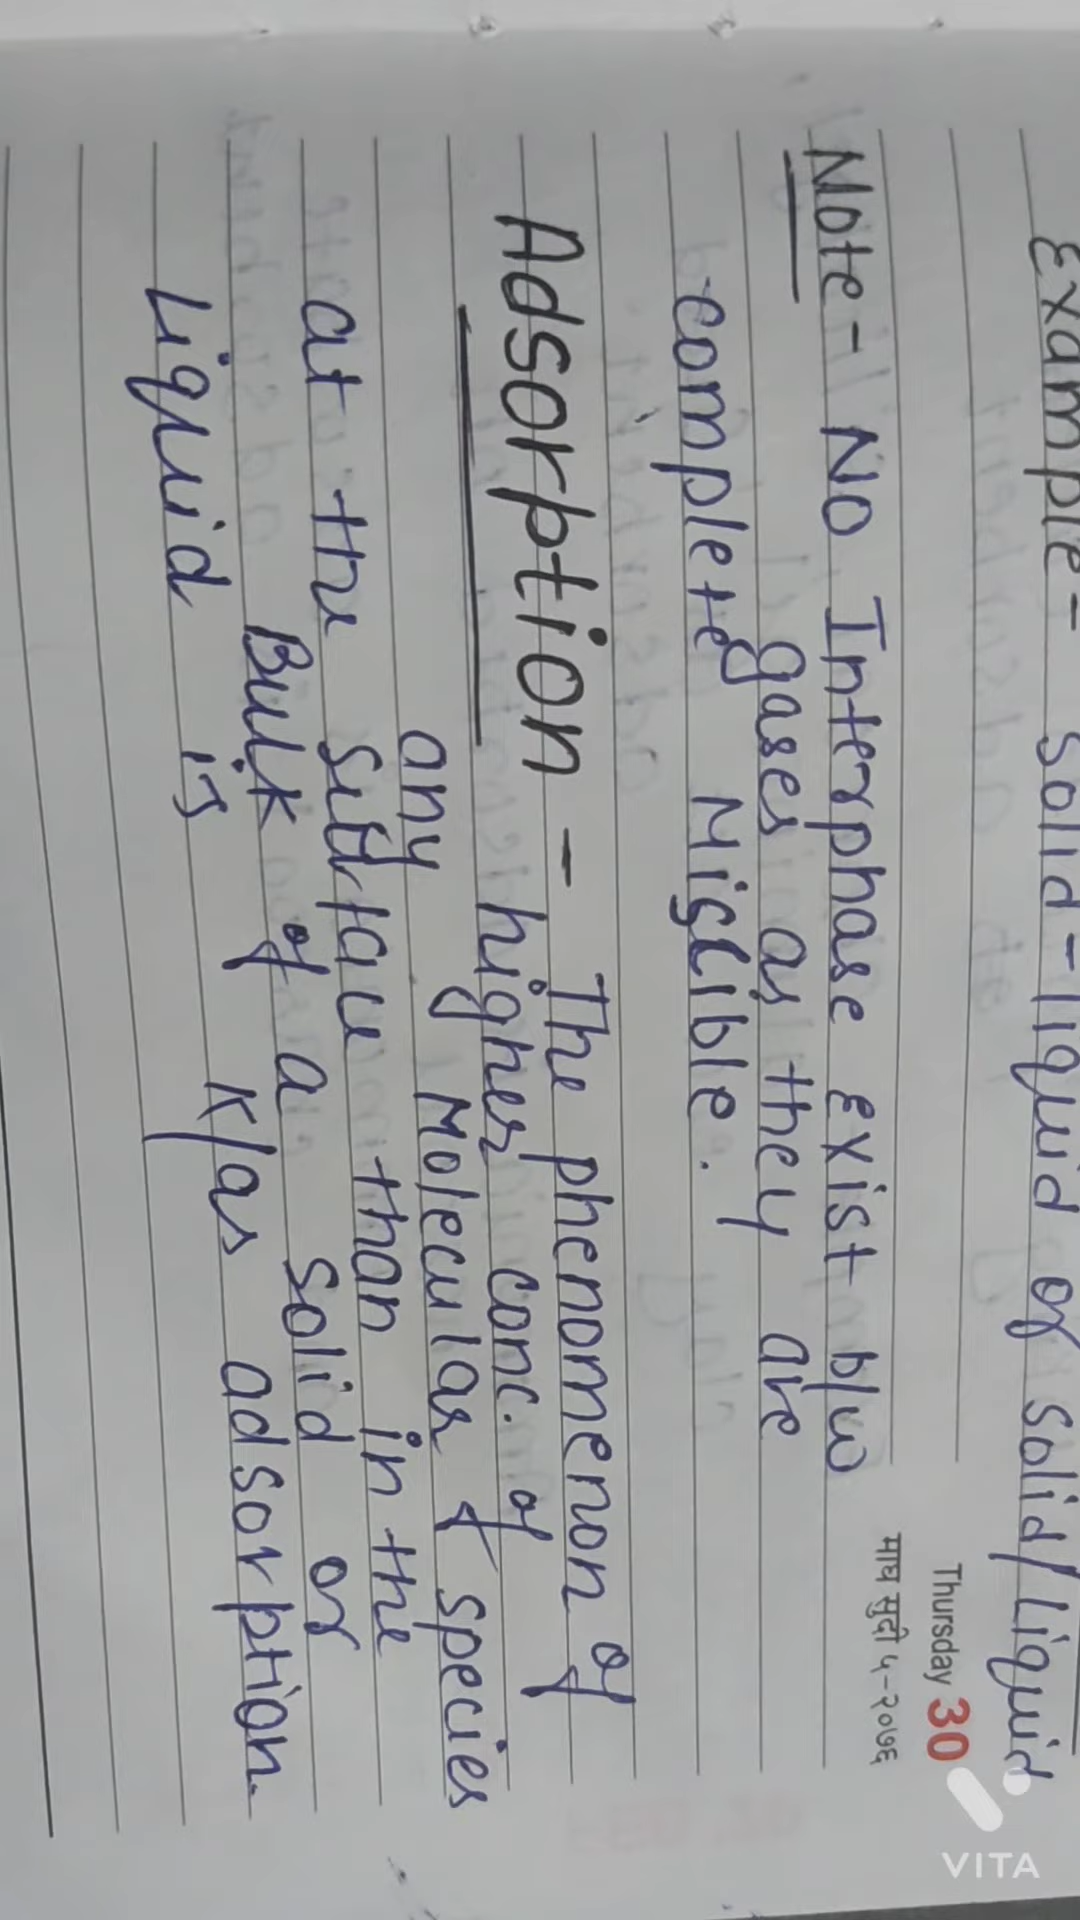 Example- Solid-liquid or Solid/Liquid
Thursday 30
माघ सुदी ५-२०७६
Note- No Interphase Exist b/w
gases as they are
complete Miscible.
Adsorption - The phenomenon of
higher conc. of
any Molecular & species
at the Surface than in the
Bulk of a Solid or
Liquid is K/as adsorption.
VITA